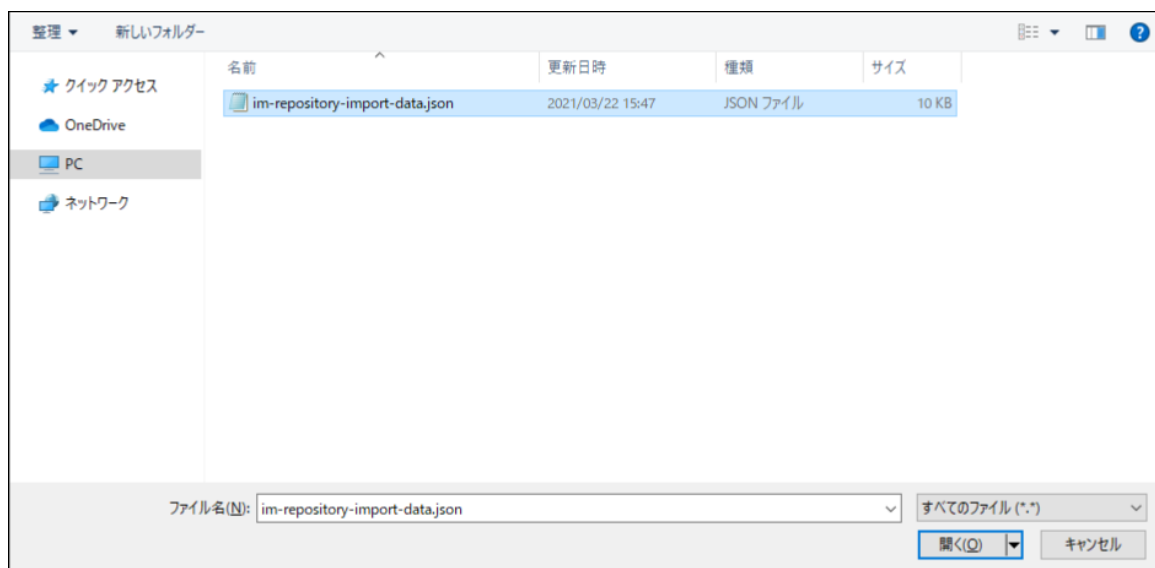 整理 新しいフォルダー
名前 更新日時 種類 サイズ
クイック アクセス
im-repository-import-data.json 2021/03/22 15:47 JSON ファイル 10 KB
OneDrive
PC
ネットワーク
ファイル名(N): im-repository-import-data.json すべてのファイル (*.*)
開く(O) キャンセル